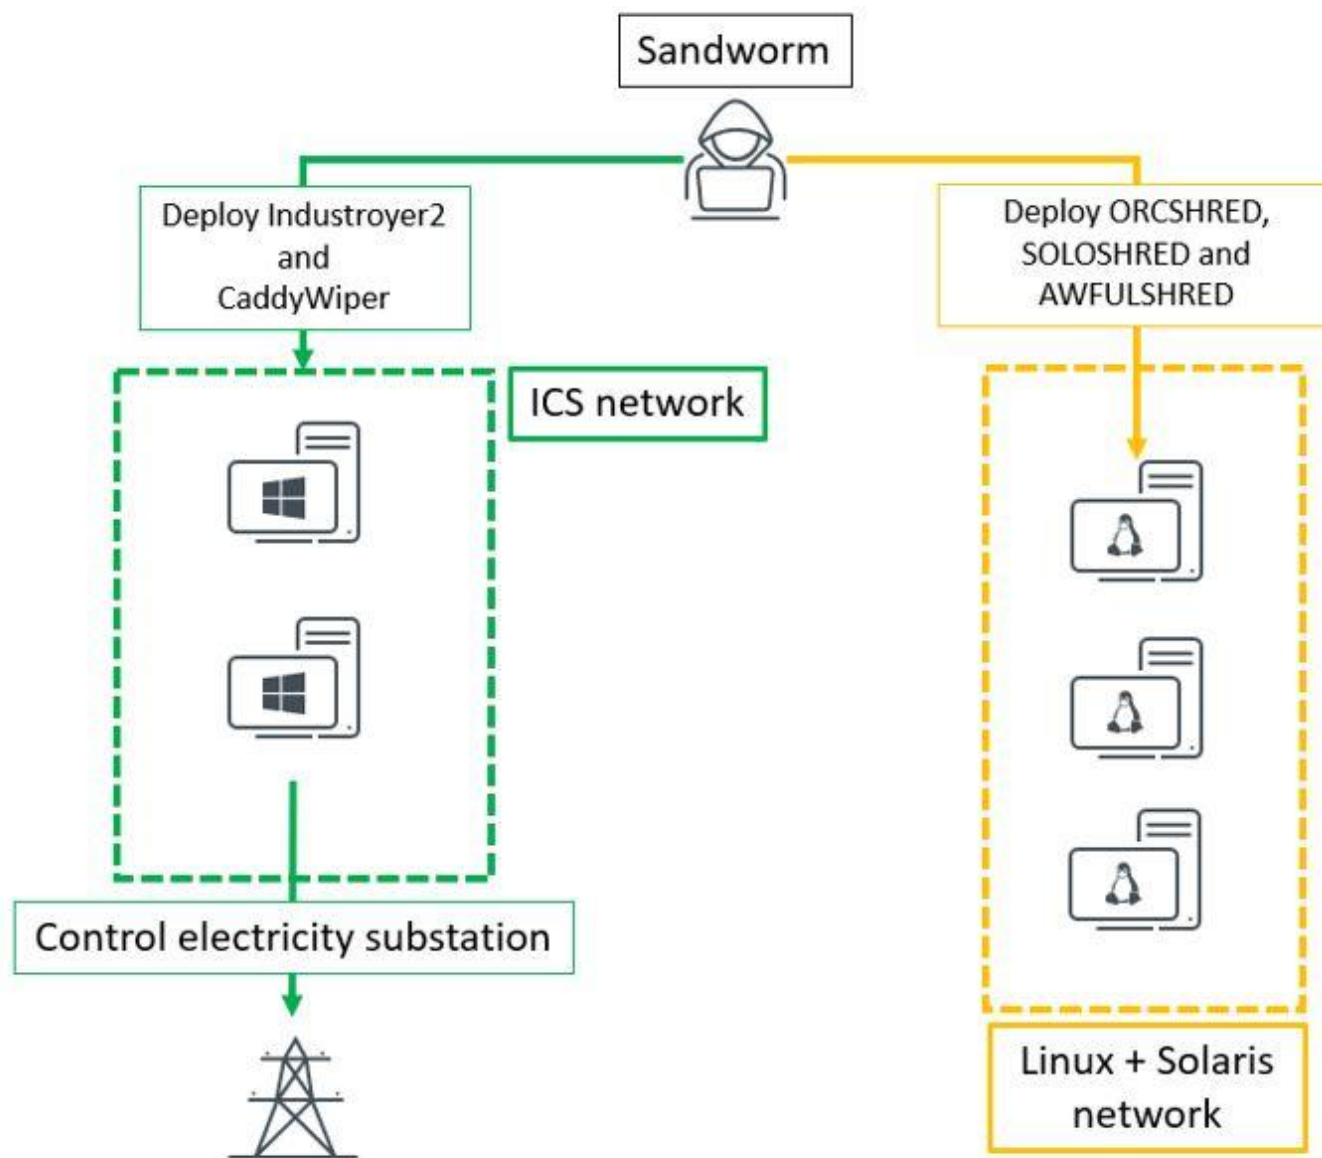 Sandworm
Deploy Industroyer2
and
CaddyWiper
Deploy ORCSHRED,
SOLOSHRED and
AWFULSHRED
ICS network
Control electricity substation
Linux + Solaris
network